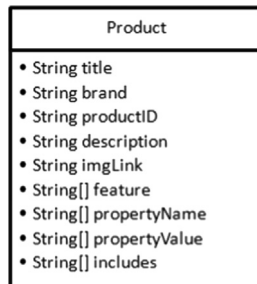 Product
• String title
• String brand
• String productID
• String description
• String imgLink
• String[] feature
• String[] propertyName
• String[] propertyValue
• String[] includes